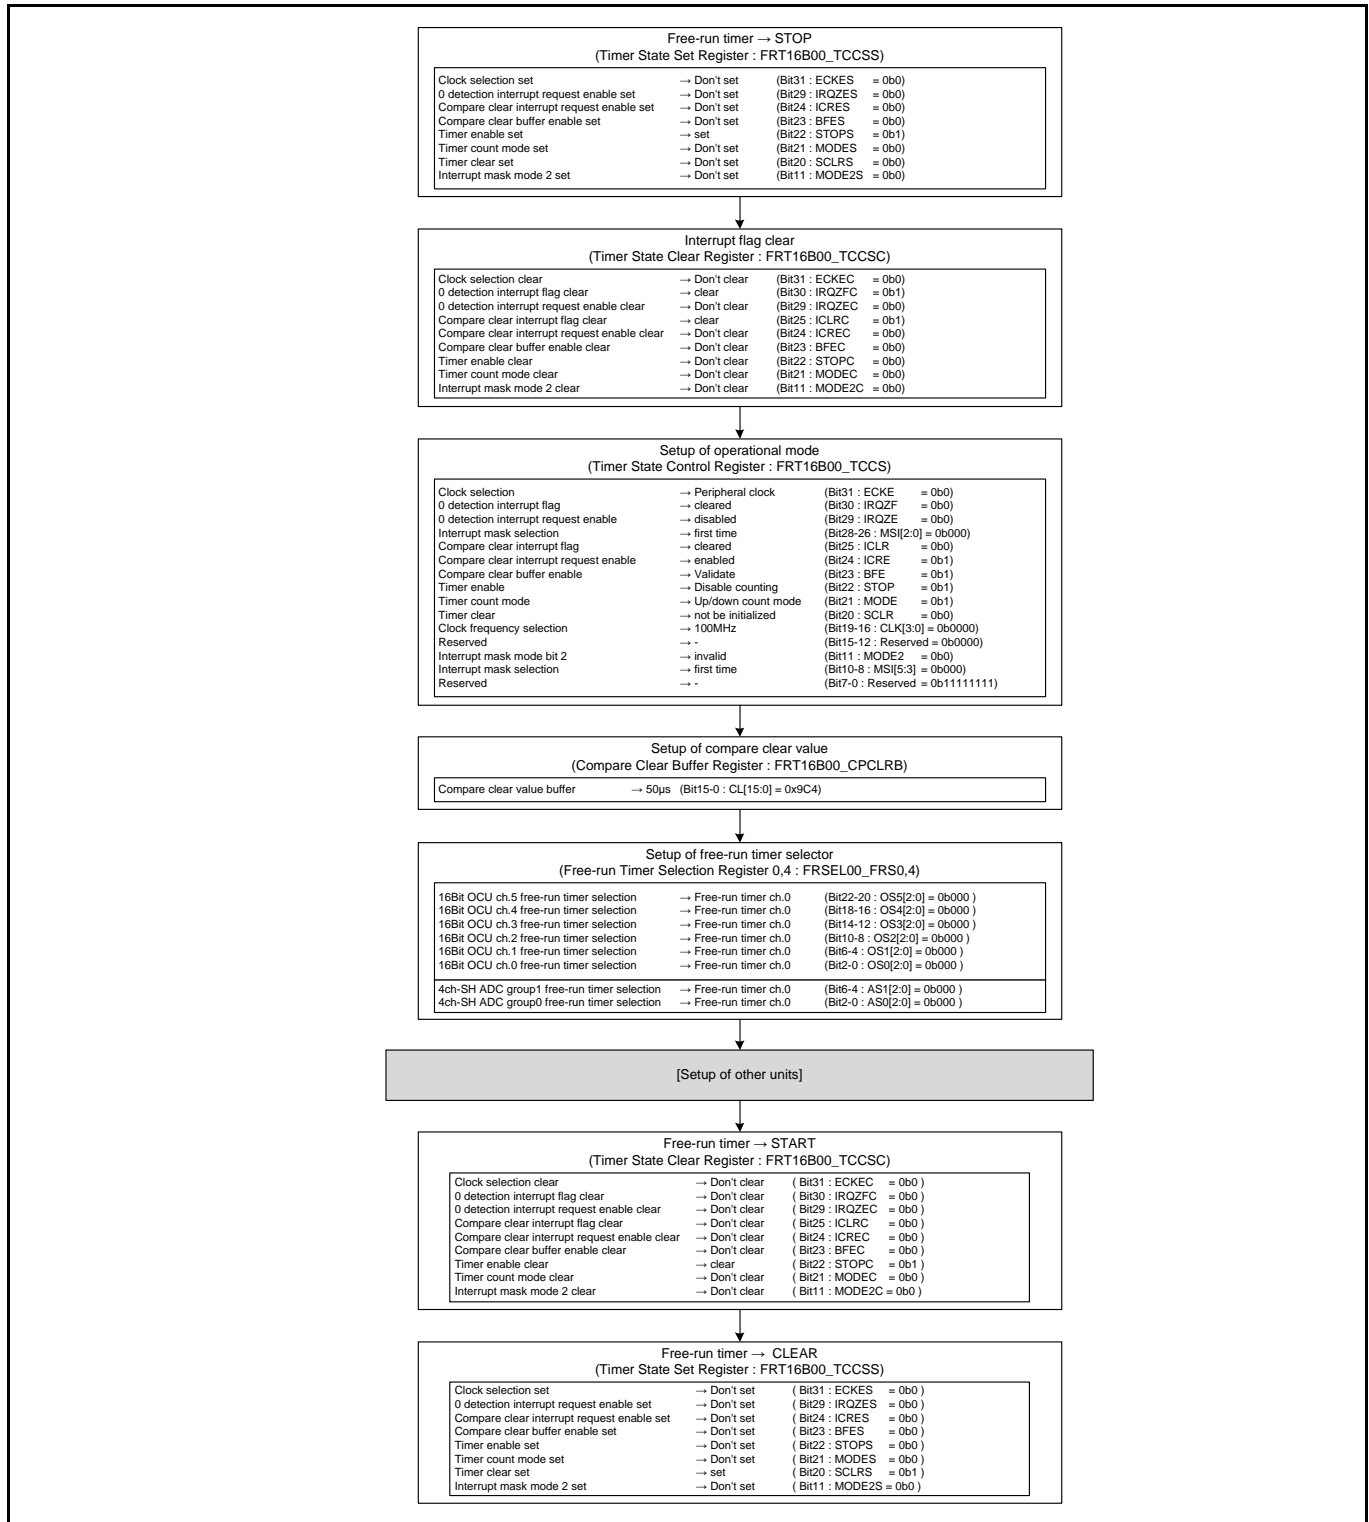 Free-run timer → STOP
(Timer State Set Register : FRT16B00_TCCSS)
Clock selection set → Don't set (Bit31 : ECKES = 0b0)
0 detection interrupt request enable set → Don't set (Bit29 : IRQZES = 0b0)
Compare clear interrupt request enable set → Don't set (Bit24 : ICRES = 0b0)
Compare clear buffer enable set → Don't set (Bit23 : BFES = 0b0)
Timer enable set → set (Bit22 : STOPS = 0b1)
Timer count mode set → Don't set (Bit21 : MODES = 0b0)
Timer clear set → Don't set (Bit20 : SCLRS = 0b0)
Interrupt mask mode 2 set → Don't set (Bit11 : MODE2S = 0b0)
Interrupt flag clear
(Timer State Clear Register : FRT16B00_TCCSC)
Clock selection clear → Don't clear (Bit31 : ECKEC = 0b0)
0 detection interrupt flag clear → clear (Bit30 : IRQZFC = 0b1)
0 detection interrupt request enable clear → Don't clear (Bit29 : IRQZEC = 0b0)
Compare clear interrupt flag clear → clear (Bit25 : ICLRC = 0b1)
Compare clear interrupt request enable clear → Don't clear (Bit24 : ICREC = 0b0)
Compare clear buffer enable clear → Don't clear (Bit23 : BFEC = 0b0)
Timer enable clear → Don't clear (Bit22 : STOPC = 0b0)
Timer count mode clear → Don't clear (Bit21 : MODEC = 0b0)
Interrupt mask mode 2 clear → Don't clear (Bit11 : MODE2C = 0b0)
Setup of operational mode
(Timer State Control Register : FRT16B00_TCCS)
Clock selection → Peripheral clock (Bit31 : ECKE = 0b0)
0 detection interrupt flag → cleared (Bit30 : IRQZF = 0b0)
0 detection interrupt request enable → disabled (Bit29 : IRQZE = 0b0)
Interrupt mask selection → first time (Bit28-26 : MSI[2:0] = 0b000)
Compare clear interrupt flag → cleared (Bit25 : ICLR = 0b0)
Compare clear interrupt request enable → enabled (Bit24 : ICRE = 0b1)
Compare clear buffer enable → Validate (Bit23 : BFE = 0b1)
Timer enable → Disable counting (Bit22 : STOP = 0b1)
Timer count mode → Up/down count mode (Bit21 : MODE = 0b1)
Timer clear → not be initialized (Bit20 : SCLR = 0b0)
Clock frequency selection → 100MHz (Bit19-16 : CLK[3:0] = 0b0000)
Reserved → - (Bit15-12 : Reserved = 0b0000)
Interrupt mask mode bit 2 → invalid (Bit11 : MODE2 = 0b0)
Interrupt mask selection → first time (Bit10-8 : MSI[5:3] = 0b000)
Reserved → - (Bit7-0 : Reserved = 0b11111111)
Setup of compare clear value
(Compare Clear Buffer Register : FRT16B00_CPCLRB)
Compare clear value buffer → 50μs (Bit15-0 : CL[15:0] = 0x9C4)
Setup of free-run timer selector
(Free-run Timer Selection Register 0,4 : FRSEL00_FRS0,4)
16Bit OCU ch.5 free-run timer selection → Free-run timer ch.0 (Bit22-20 : OS5[2:0] = 0b000 )
16Bit OCU ch.4 free-run timer selection → Free-run timer ch.0 (Bit18-16 : OS4[2:0] = 0b000 )
16Bit OCU ch.3 free-run timer selection → Free-run timer ch.0 (Bit14-12 : OS3[2:0] = 0b000 )
16Bit OCU ch.2 free-run timer selection → Free-run timer ch.0 (Bit10-8 : OS2[2:0] = 0b000 )
16Bit OCU ch.1 free-run timer selection → Free-run timer ch.0 (Bit6-4 : OS1[2:0] = 0b000 )
16Bit OCU ch.0 free-run timer selection → Free-run timer ch.0 (Bit2-0 : OS0[2:0] = 0b000 )
4ch-SH ADC group1 free-run timer selection → Free-run timer ch.0 (Bit6-4 : AS1[2:0] = 0b000 )
4ch-SH ADC group0 free-run timer selection → Free-run timer ch.0 (Bit2-0 : AS0[2:0] = 0b000 )
[Setup of other units]
Free-run timer → START
(Timer State Clear Register : FRT16B00_TCCSC)
Clock selection clear → Don't clear ( Bit31 : ECKEC = 0b0 )
0 detection interrupt flag clear → Don't clear ( Bit30 : IRQZFC = 0b0 )
0 detection interrupt request enable clear → Don't clear ( Bit29 : IRQZEC = 0b0 )
Compare clear interrupt flag clear → Don't clear ( Bit25 : ICLRC = 0b0 )
Compare clear interrupt request enable clear → Don't clear ( Bit24 : ICREC = 0b0 )
Compare clear buffer enable clear → Don't clear ( Bit23 : BFEC = 0b0 )
Timer enable clear → clear ( Bit22 : STOPC = 0b1 )
Timer count mode clear → Don't clear ( Bit21 : MODEC = 0b0 )
Interrupt mask mode 2 clear → Don't clear ( Bit11 : MODE2C = 0b0 )
Free-run timer → CLEAR
(Timer State Set Register : FRT16B00_TCCSS)
Clock selection set → Don't set ( Bit31 : ECKES = 0b0 )
0 detection interrupt request enable set → Don't set ( Bit29 : IRQZES = 0b0 )
Compare clear interrupt request enable set → Don't set ( Bit24 : ICRES = 0b0 )
Compare clear buffer enable set → Don't set ( Bit23 : BFES = 0b0 )
Timer enable set → Don't set ( Bit22 : STOPS = 0b0 )
Timer count mode set → Don't set ( Bit21 : MODES = 0b0 )
Timer clear set → set ( Bit20 : SCLRS = 0b1 )
Interrupt mask mode 2 set → Don't set ( Bit11 : MODE2S = 0b0 )